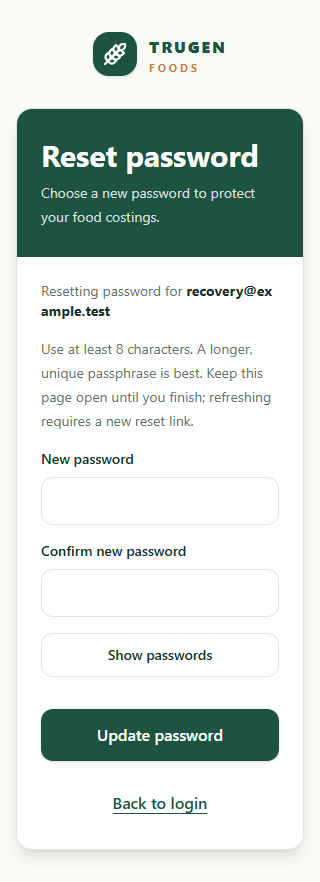 TRUGEN
FOODS
Reset password
Choose a new password to protect
your food costings.
Resetting password for recovery@ex
ample.test
Use at least 8 characters. A longer,
unique passphrase is best. Keep this
page open until you finish; refreshing
requires a new reset link.
New password
Confirm new password
Show passwords
Update password
Back to login